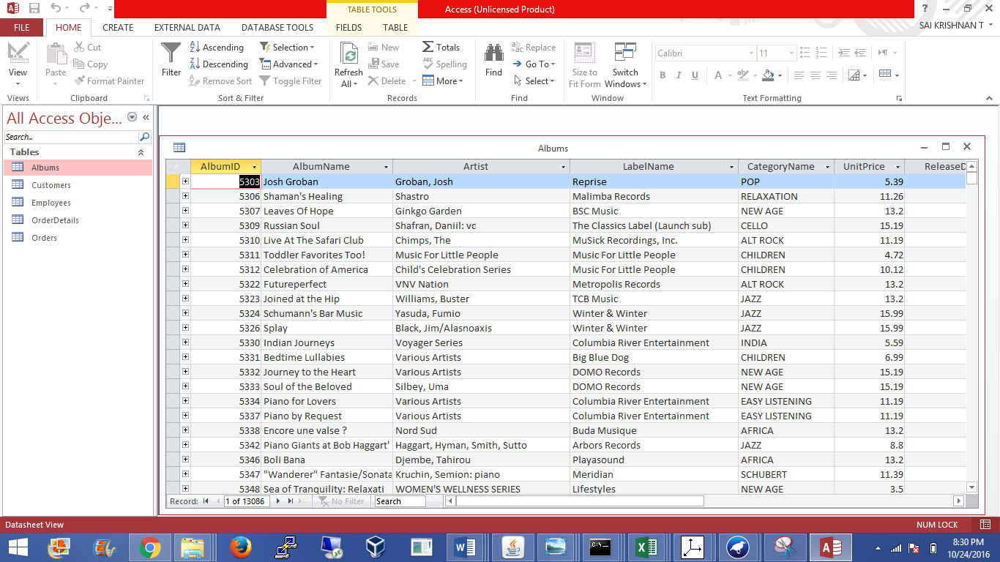 TABLE TOOLS Access (Unlicensed Product) ?
FILE HOME CREATE EXTERNAL DATA DATABASE TOOLS FIELDS TABLE SAI KRISHNAN T
View
Views
Paste
Cut
Copy
Format Painter
Clipboard
Filter
Ascending
Descending
Remove Sort
Selection
Advanced
Toggle Filter
Sort & Filter
Refresh
All
New
Save
Delete
Totals
Spelling
More
Records
Find
Replace
Go To
Select
Find
Size to
Fit Form
Switch
Windows
Window
Calibri 11
B I U A
Text Formatting
All Access Obje...
Search...
Tables
Albums
Customers
Employees
OrderDetails
Orders
Albums
AlbumID AlbumName Artist LabelName CategoryName UnitPrice ReleaseD
5303 Josh Groban Groban, Josh Reprise POP 5.39
5306 Shaman's Healing Shastro Malimba Records RELAXATION 11.26
5307 Leaves Of Hope Ginkgo Garden BSC Music NEW AGE 13.2
5309 Russian Soul Shafran, Daniil: vc The Classics Label (Launch sub) CELLO 15.19
5310 Live At The Safari Club Chimps, The MuSick Recordings, Inc. ALT ROCK 11.19
5311 Toddler Favorites Too! Music For Little People Music For Little People CHILDREN 4.72
5312 Celebration of America Child's Celebration Series Music For Little People CHILDREN 10.12
5322 Futureperfect VNV Nation Metropolis Records ALT ROCK 13.2
5323 Joined at the Hip Williams, Buster TCB Music JAZZ 13.2
5324 Schumann's Bar Music Yasuda, Fumio Winter & Winter JAZZ 15.99
5326 Splay Black, Jim/Alasnoaxis Winter & Winter JAZZ 15.99
5330 Indian Journeys Voyager Series Columbia River Entertainment INDIA 5.59
5331 Bedtime Lullabies Various Artists Big Blue Dog CHILDREN 6.99
5332 Journey to the Heart Various Artists DOMO Records NEW AGE 15.19
5333 Soul of the Beloved Silbey, Uma DOMO Records NEW AGE 15.19
5334 Piano for Lovers Various Artists Columbia River Entertainment EASY LISTENING 11.19
5337 Piano by Request Various Artists Columbia River Entertainment EASY LISTENING 11.19
5338 Encore une valse ? Nord Sud Buda Musique AFRICA 13.2
5342 Piano Giants at Bob Haggart' Haggart, Hyman, Smith, Sutto Arbors Records JAZZ 8.8
5346 Boli Bana Djembe, Tahirou Playasound AFRICA 13.2
5347 "Wanderer" Fantasie/Sonata Kruchin, Semion: piano Meridian SCHUBERT 11.39
5348 Sea of Tranquility: Relaxati WOMEN'S WELLNESS SERIES Lifestyles NEW AGE 3.5
Record: 1 of 13086 No Filter Search
Datasheet View NUM LOCK
8:30 PM
10/24/2016